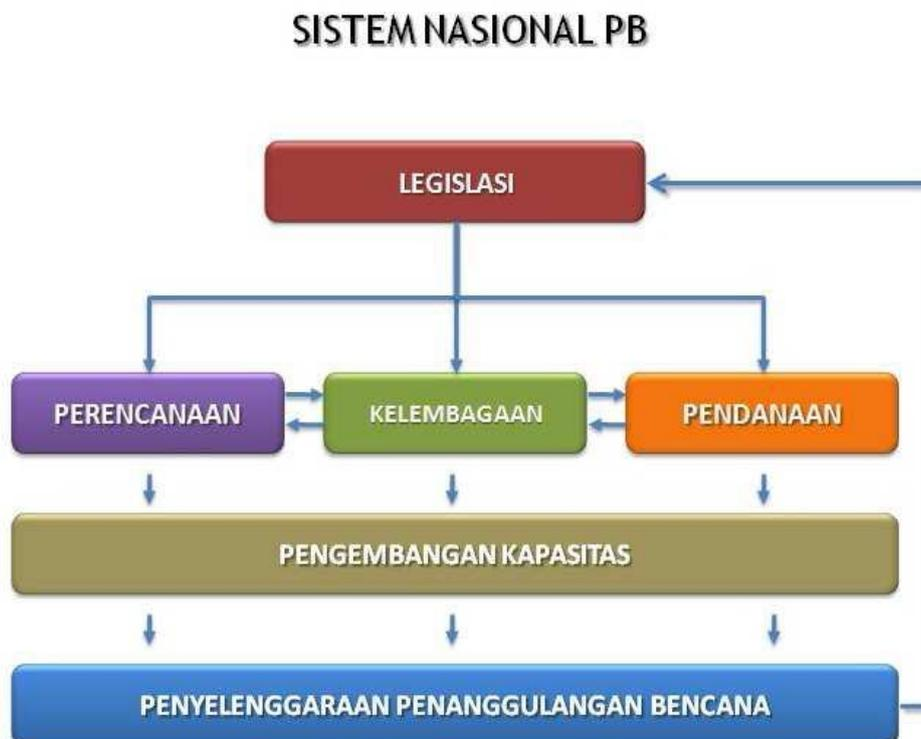 SISTEM NASIONAL PB
LEGISLASI
PERENCANAAN
KELEMBAGAAN
PENDANAAN
PENGEMBANGAN KAPASITAS
PENYELENGGARAAN PENANGGULANGAN BENCANA